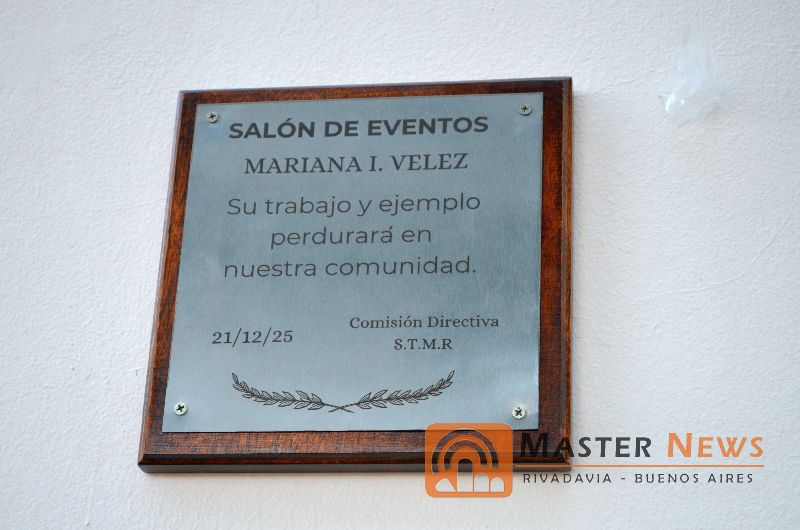 SALÓN DE EVENTOS
MARIANA I. VELEZ
Su trabajo y ejemplo
perdurará en
nuestra comunidad.
21/12/25
Comisión Directiva
S.T.M.R
MASTER NEWS
RIVADAVIA - BUENOS AIRES